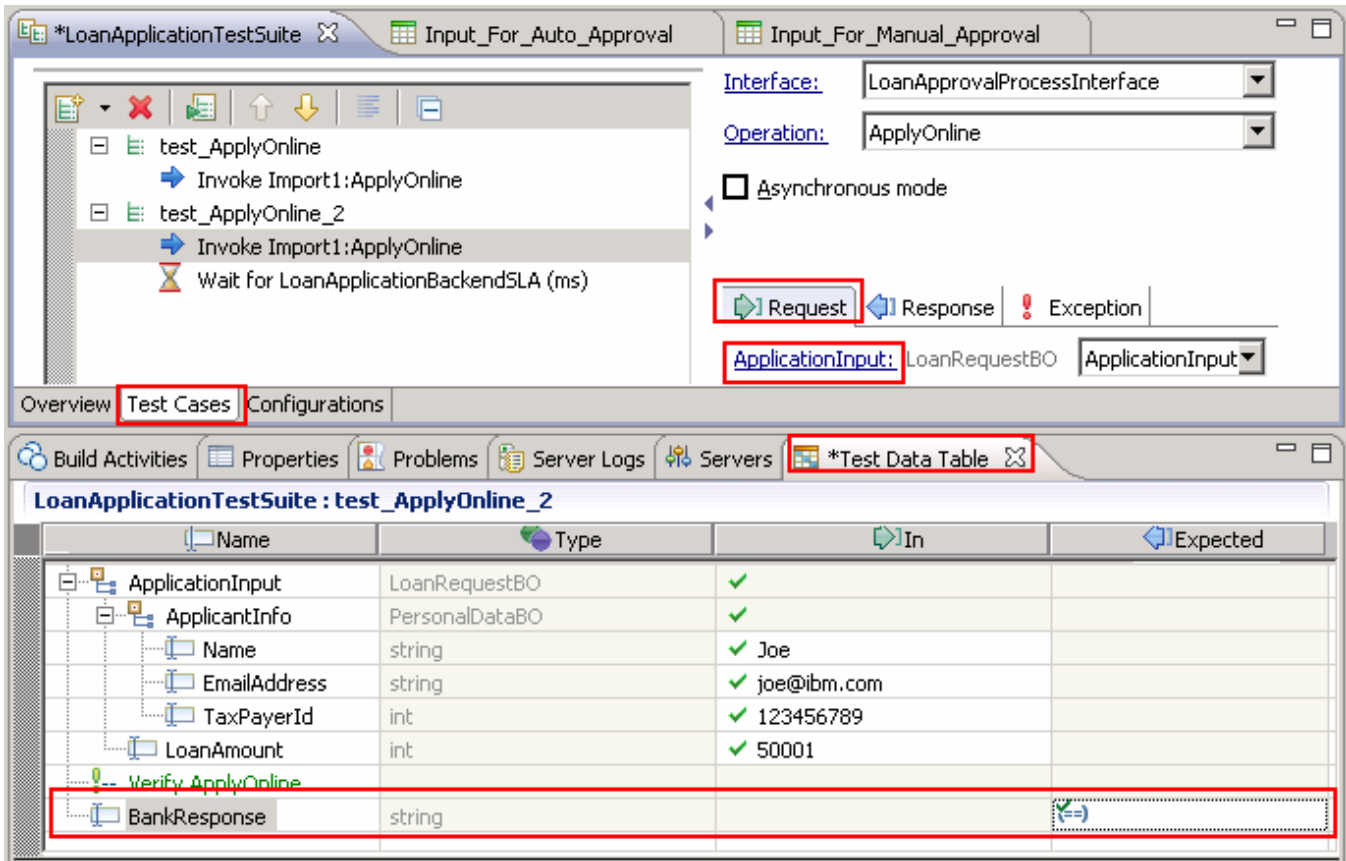 *LoanApplicationTestSuite Input_For_Auto_Approval Input_For_Manual_Approval
Interface: LoanApprovalProcessInterface
Operation: ApplyOnline
Asynchronous mode
test_ApplyOnline
Invoke Import1:ApplyOnline
test_ApplyOnline_2
Invoke Import1:ApplyOnline
Wait for LoanApplicationBackendSLA (ms)
Request Response Exception
ApplicationInput: LoanRequestBO ApplicationInput
Overview Test Cases Configurations
Build Activities Properties Problems Server Logs Servers *Test Data Table
LoanApplicationTestSuite : test_ApplyOnline_2
Name Type In Expected
ApplicationInput LoanRequestBO
ApplicantInfo PersonalDataBO
Name string Joe
EmailAddress string joe@ibm.com
TaxPayerId int 123456789
LoanAmount int 50001
Verify ApplyOnline
BankResponse string (==)